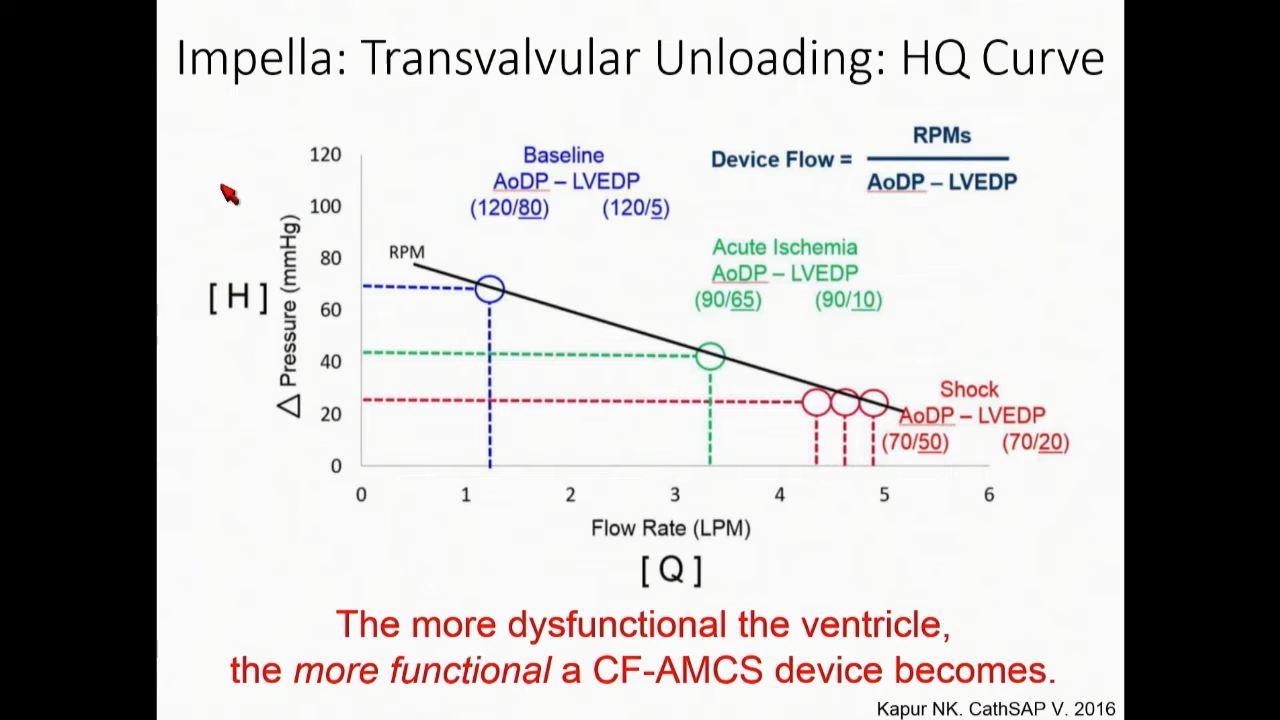 Impella: Transvalvular Unloading: HQ Curve
RPMs
Device Flow =
AoDP – LVEDP
Baseline
AoDP – LVEDP
(120/80) (120/5)
Acute Ischemia
AoDP – LVEDP
(90/65) (90/10)
Shock
AoDP – LVEDP
(70/50) (70/20)
RPM
[ H ]
△ Pressure (mmHg)
120
100
80
60
40
20
0
0 1 2 3 4 5 6
Flow Rate (LPM)
[ Q ]
The more dysfunctional the ventricle,
the more functional a CF-AMCS device becomes.
Kapur NK. CathSAP V. 2016